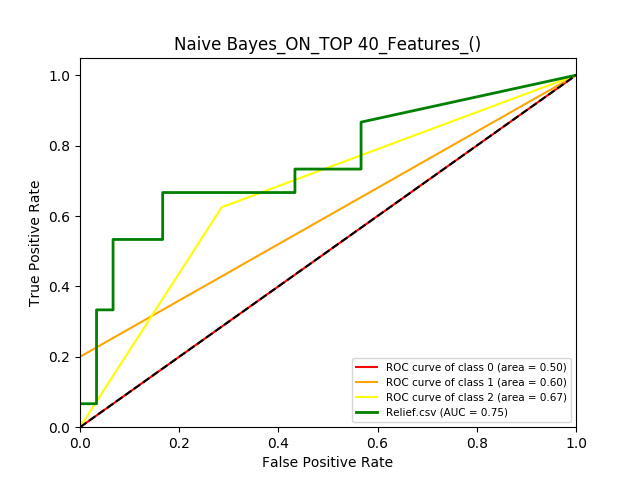 Naive Bayes_ON_TOP 40_Features_()
1.0
0.8
0.6
0.4
0.2
0.0
True Positive Rate
ROC curve of class 0 (area = 0.50)
ROC curve of class 1 (area = 0.60)
ROC curve of class 2 (area = 0.67)
Relief.csv (AUC = 0.75)
0.0 0.2 0.4 0.6 0.8 1.0
False Positive Rate